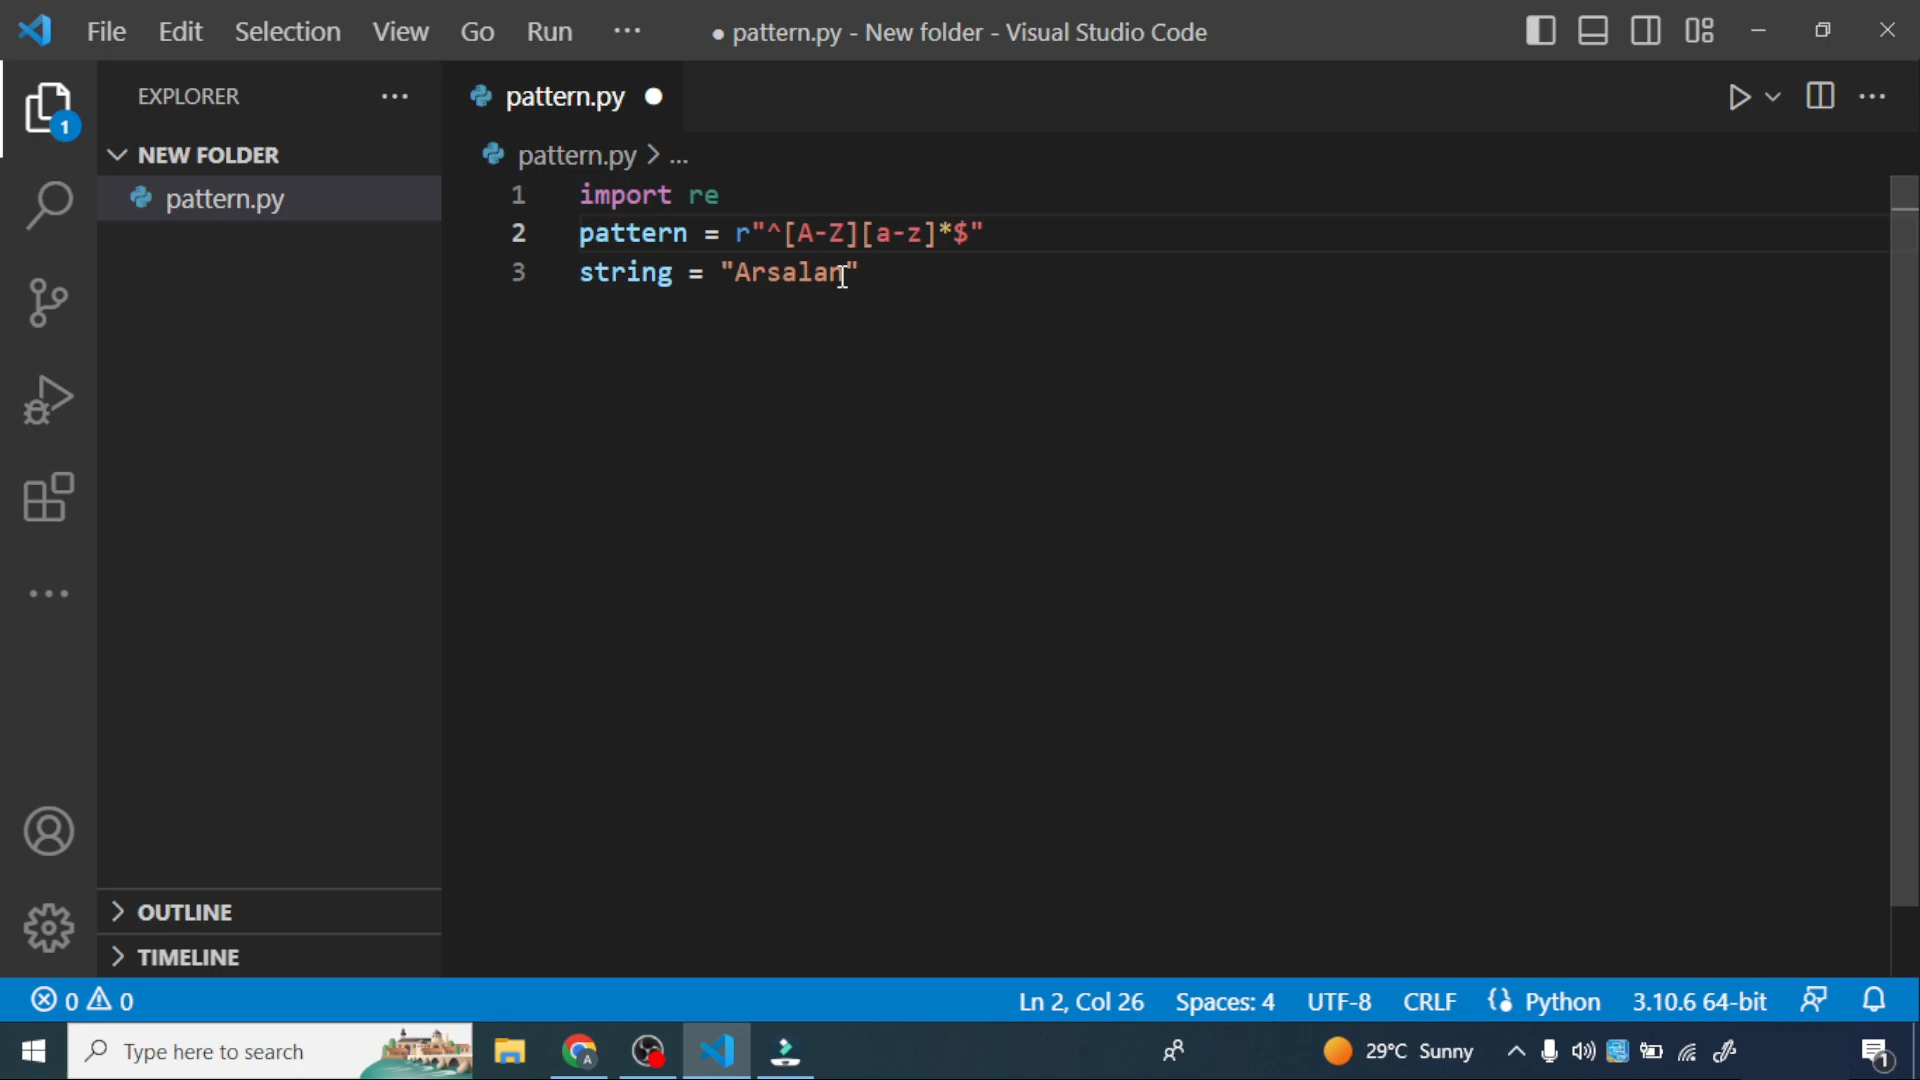 File Edit Selection View Go Run ··· ● pattern.py - New folder - Visual Studio Code
EXPLORER ···
pattern.py ●
1
NEW FOLDER
pattern.py
pattern.py > ...
1 import re
2 pattern = r"^[A-Z][a-z]*$"
3 string = "Arsalan"
OUTLINE
TIMELINE
0 0 Ln 2, Col 26 Spaces: 4 UTF-8 CRLF Python 3.10.6 64-bit
Type here to search A 29°C Sunny 1